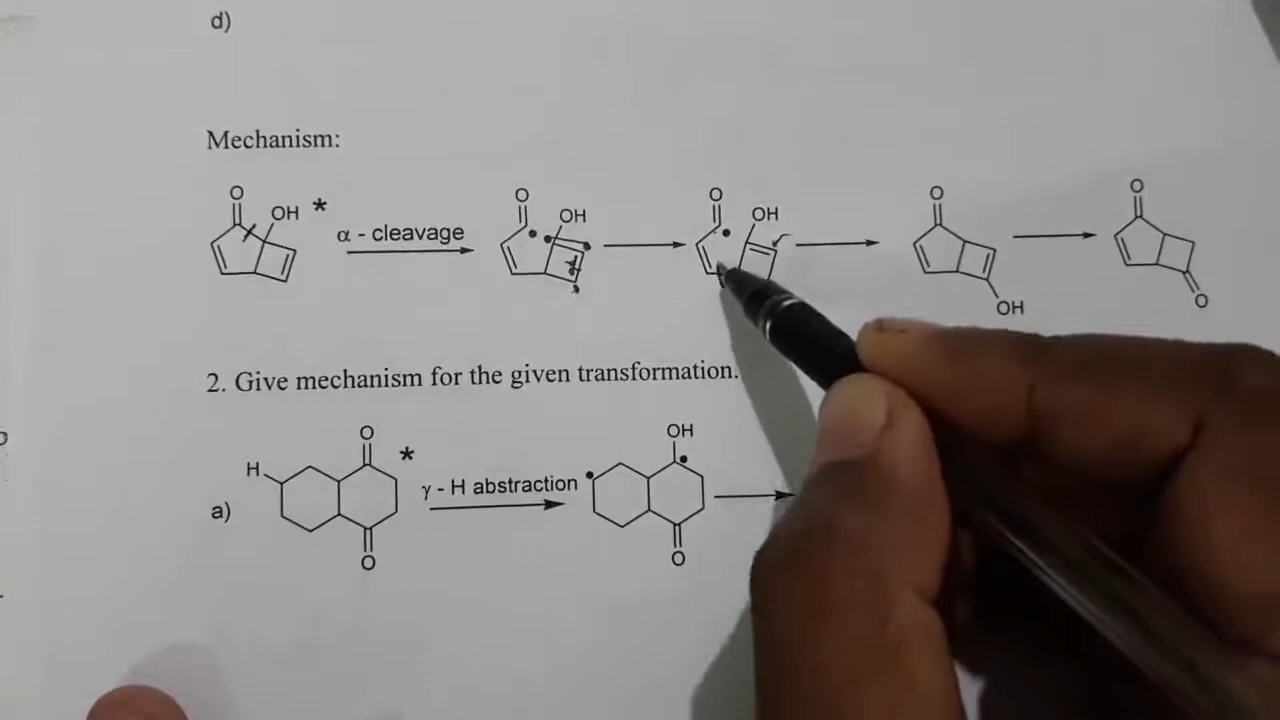 d)
Mechanism:
O OH * α - cleavage O OH O OH O OH O O
2. Give mechanism for the given transformation.
a) H O O * γ - H abstraction OH O